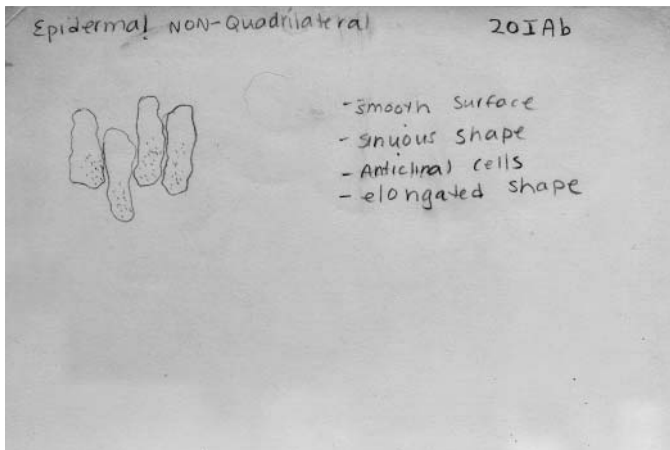 Epidermal NON-Quadrilateral
20IAb
- smooth surface
- sinuous shape
- Anticlinal cells
- elongated shape